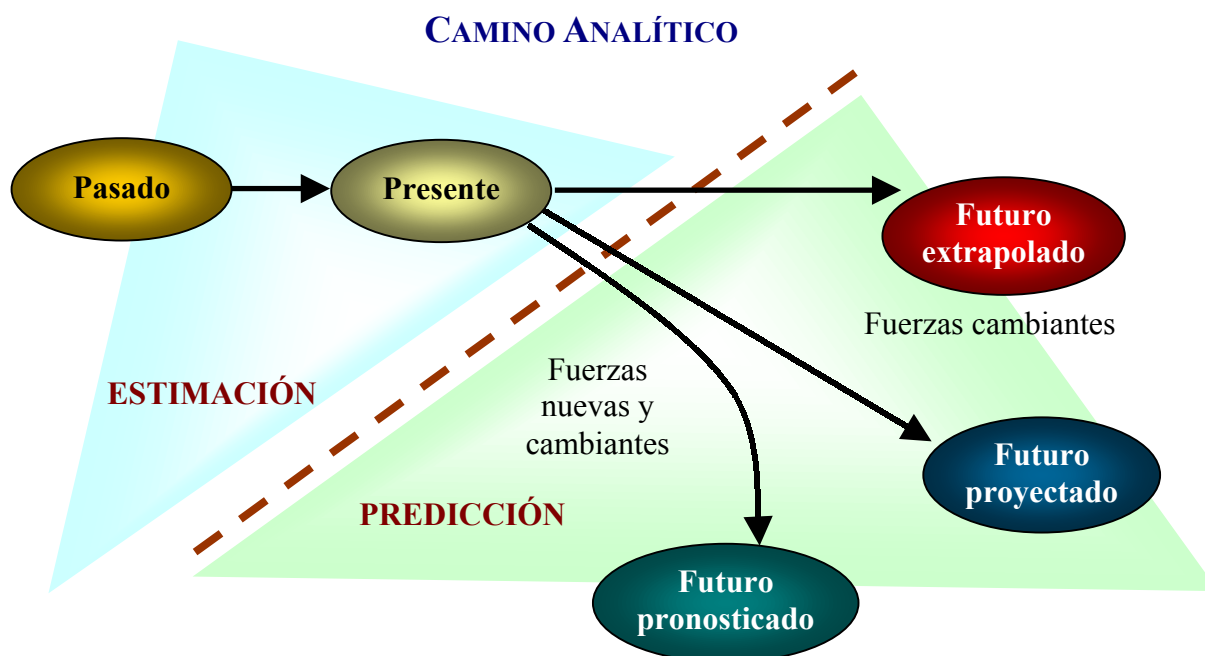 CAMINO ANALÍTICO
Pasado
Presente
Futuro
extrapolado
Fuerzas cambiantes
ESTIMACIÓN
Fuerzas
nuevas y
cambiantes
Futuro
proyectado
PREDICCIÓN
Futuro
pronosticado